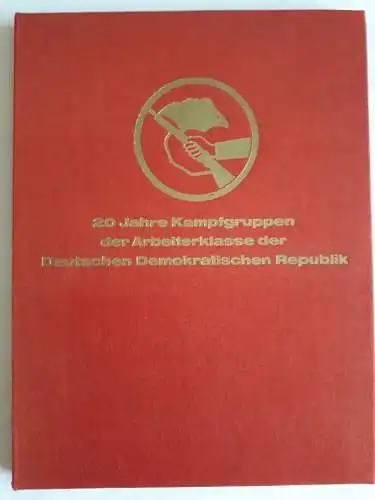 20 Jahre Kampfgruppen
der Arbeiterklasse der
Deutschen Demokratischen Republik